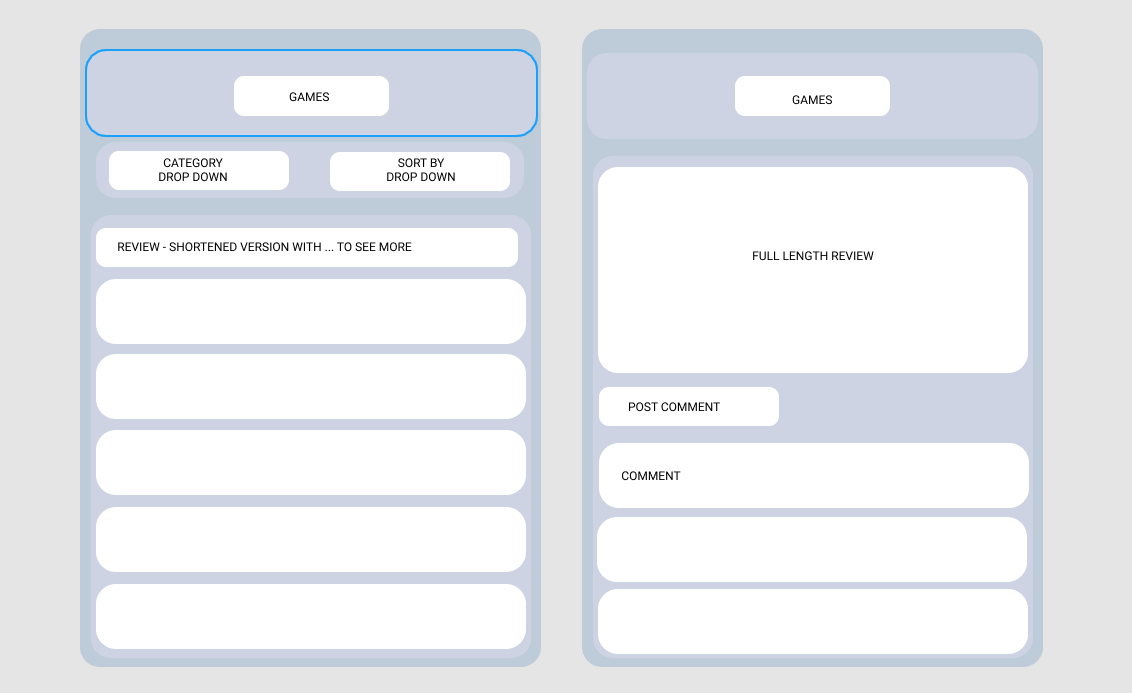 GAMES
CATEGORY
DROP DOWN
SORT BY
DROP DOWN
REVIEW - SHORTENED VERSION WITH ... TO SEE MORE
GAMES
FULL LENGTH REVIEW
POST COMMENT
COMMENT